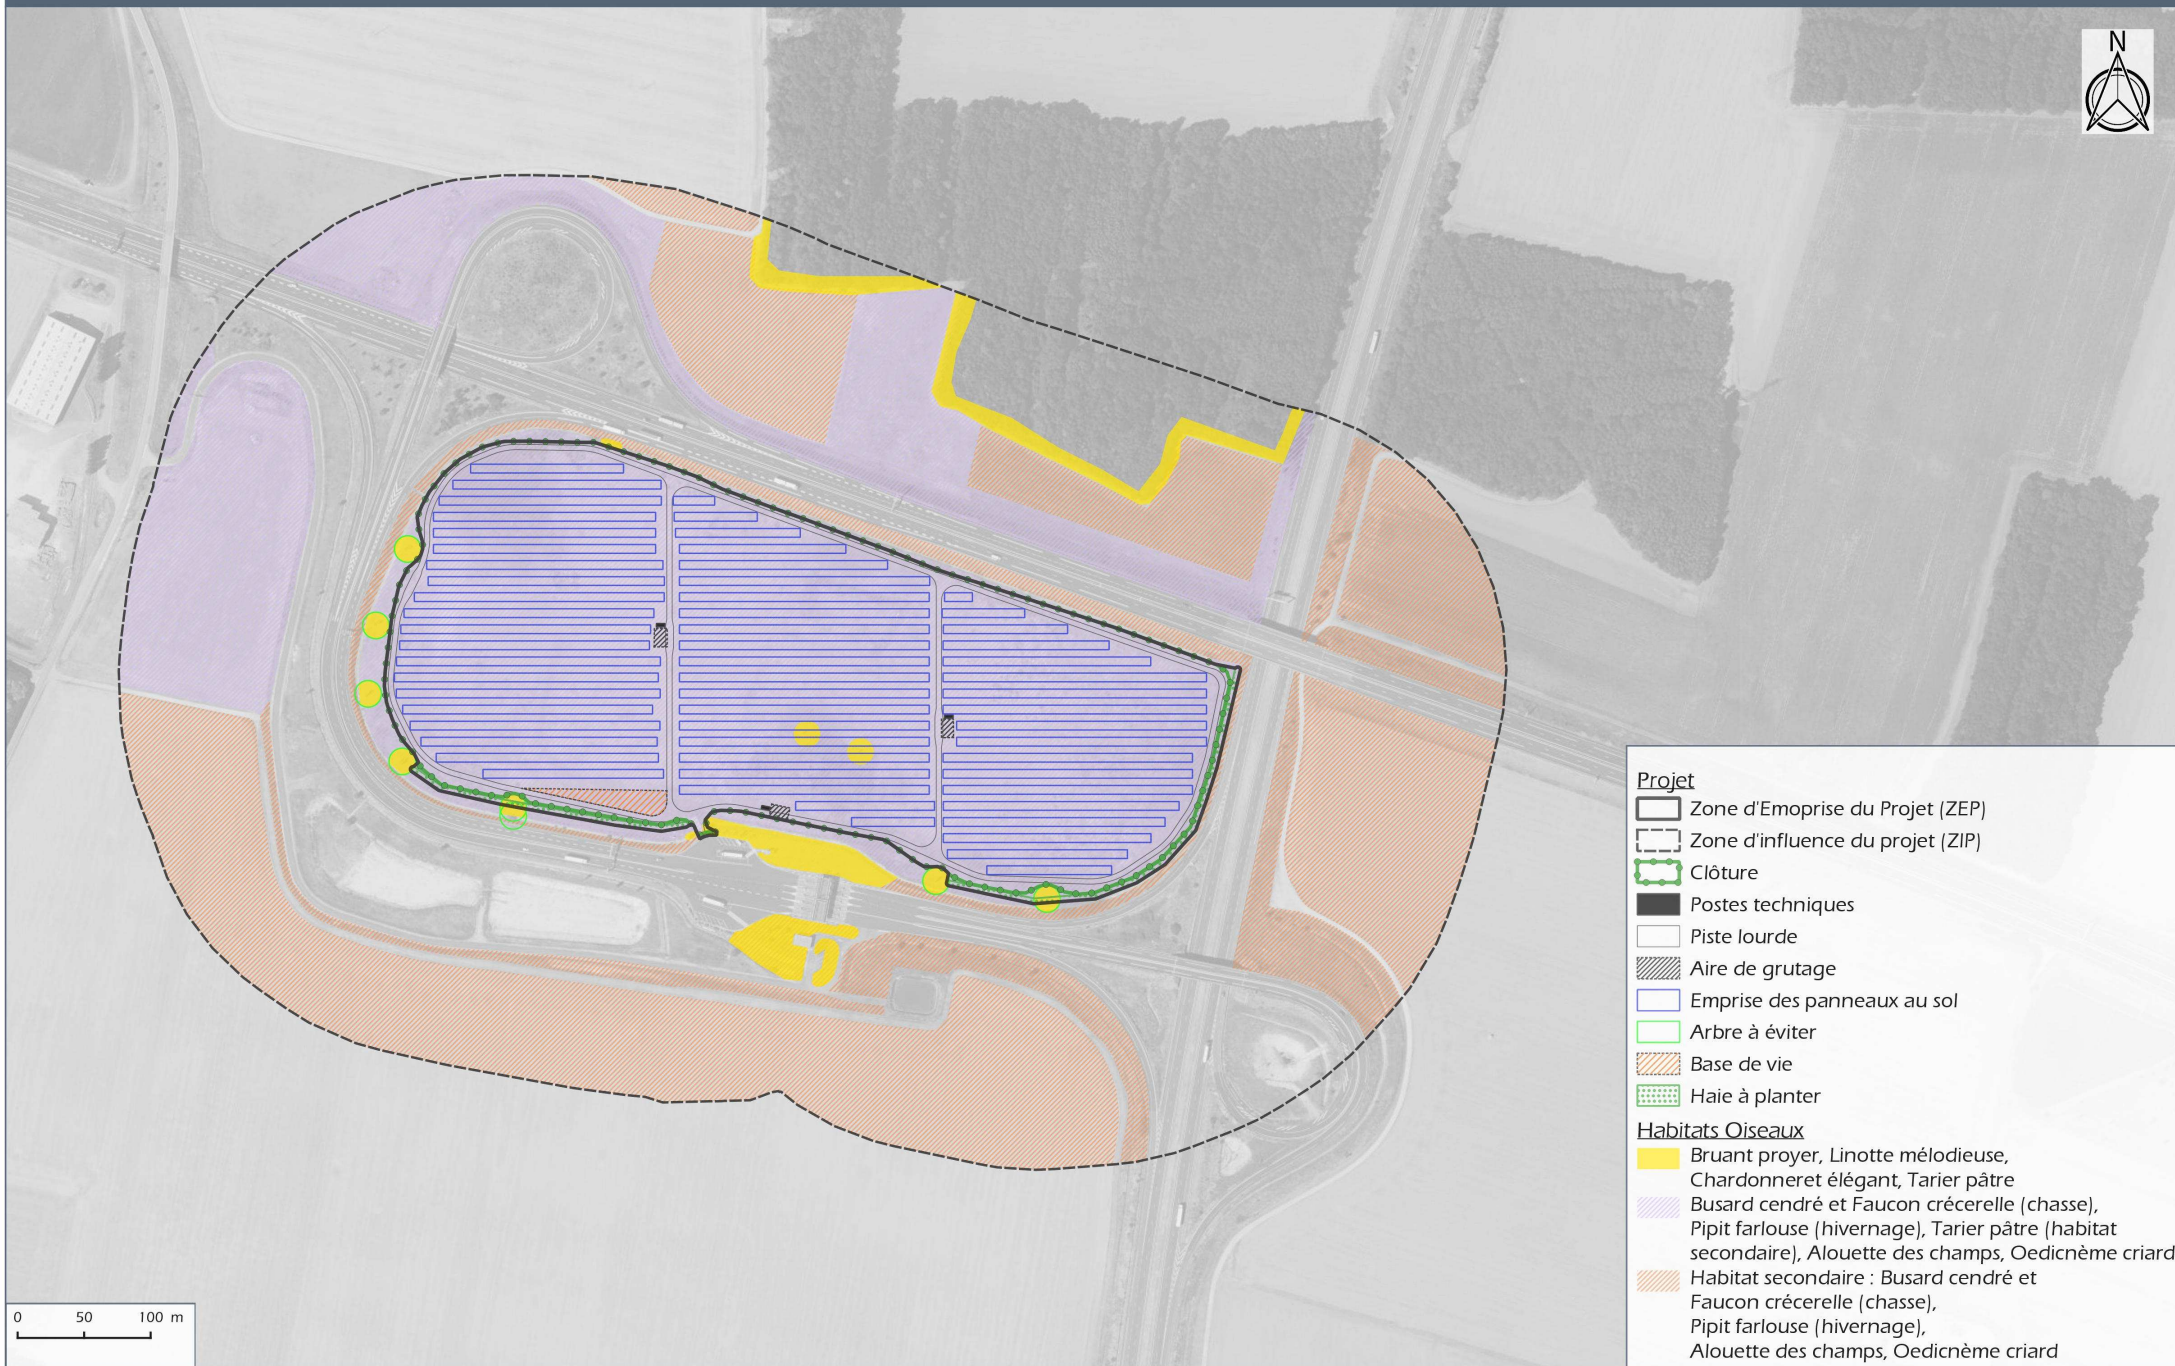 N
Projet
Zone d'Emoprise du Projet (ZEP)
Zone d'influence du projet (ZIP)
Clôture
Postes techniques
Piste lourde
Aire de grutage
Emprise des panneaux au sol
Arbre à éviter
Base de vie
Haie à planter
Habitats Oiseaux
Bruant proyer, Linotte mélodieuse,
Chardonneret élégant, Tarier pâtre
Busard cendré et Faucon crécerelle (chasse),
Pipit farlouse (hivernage), Tarier pâtre (habitat
secondaire), Alouette des champs, Oedicnème criard
Habitat secondaire : Busard cendré et
Faucon crécerelle (chasse),
Pipit farlouse (hivernage),
Alouette des champs, Oedicnème criard
0 50 100 m